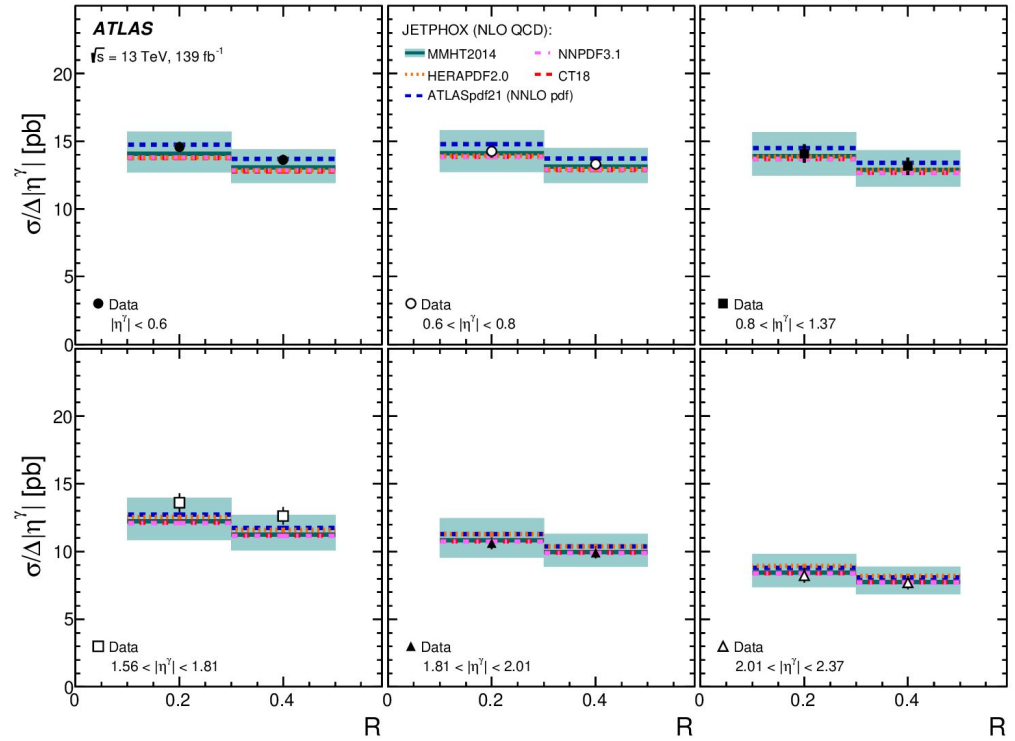 ATLAS
√s = 13 TeV, 139 fb⁻¹
JETPHOX (NLO QCD):
MMHT2014
NNPDF3.1
HERAPDF2.0
CT18
ATLASpdf21 (NNLO pdf)
σ/Δ|η^γ| [pb]
20
15
10
5
0
Data
|η^γ| < 0.6
Data
0.6 < |η^γ| < 0.8
Data
0.8 < |η^γ| < 1.37
σ/Δ|η^γ| [pb]
20
15
10
5
0
Data
1.56 < |η^γ| < 1.81
Data
1.81 < |η^γ| < 2.01
Data
2.01 < |η^γ| < 2.37
0 0.2 0.4 0 0.2 0.4 0 0.2 0.4
R R R